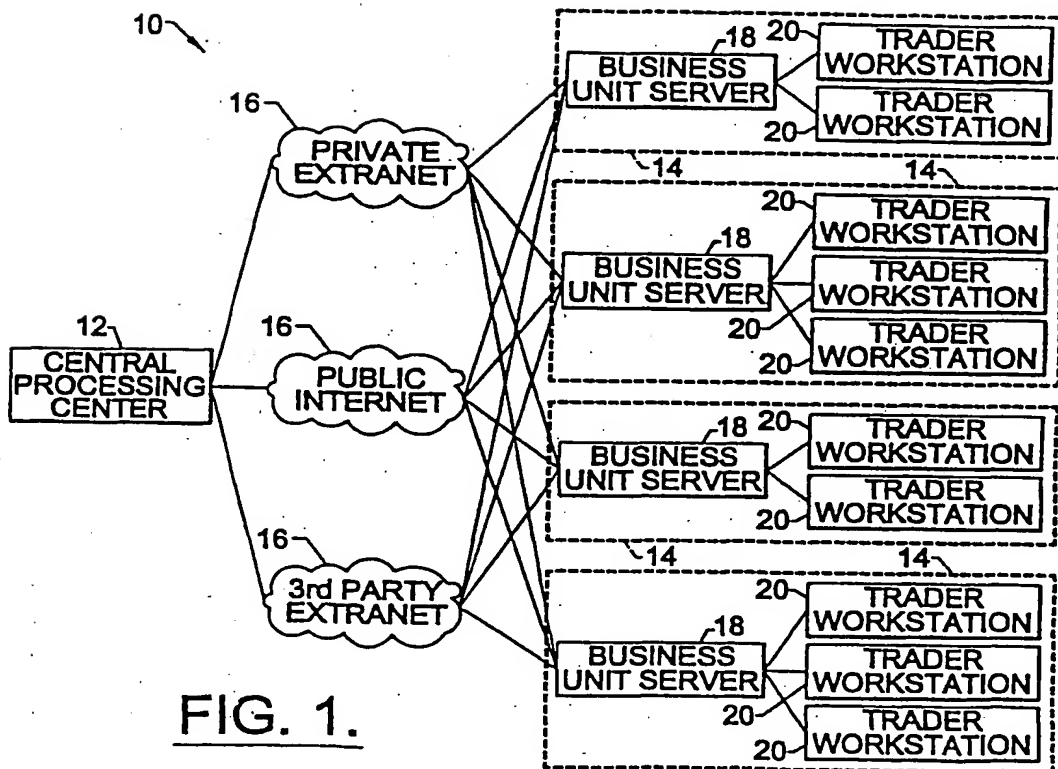 10
12
CENTRAL
PROCESSING
CENTER
16
PRIVATE
EXTRANET
16
PUBLIC
INTERNET
16
3rd PARTY
EXTRANET
18
BUSINESS
UNIT SERVER
20
TRADER
WORKSTATION
TRADER
WORKSTATION
20
14
14
18
BUSINESS
UNIT SERVER
20
TRADER
WORKSTATION
TRADER
WORKSTATION
20
TRADER
WORKSTATION
20
18
BUSINESS
UNIT SERVER
20
TRADER
WORKSTATION
TRADER
WORKSTATION
20
14
14
18
BUSINESS
UNIT SERVER
20
TRADER
WORKSTATION
TRADER
WORKSTATION
20
TRADER
WORKSTATION
20
FIG. 1.